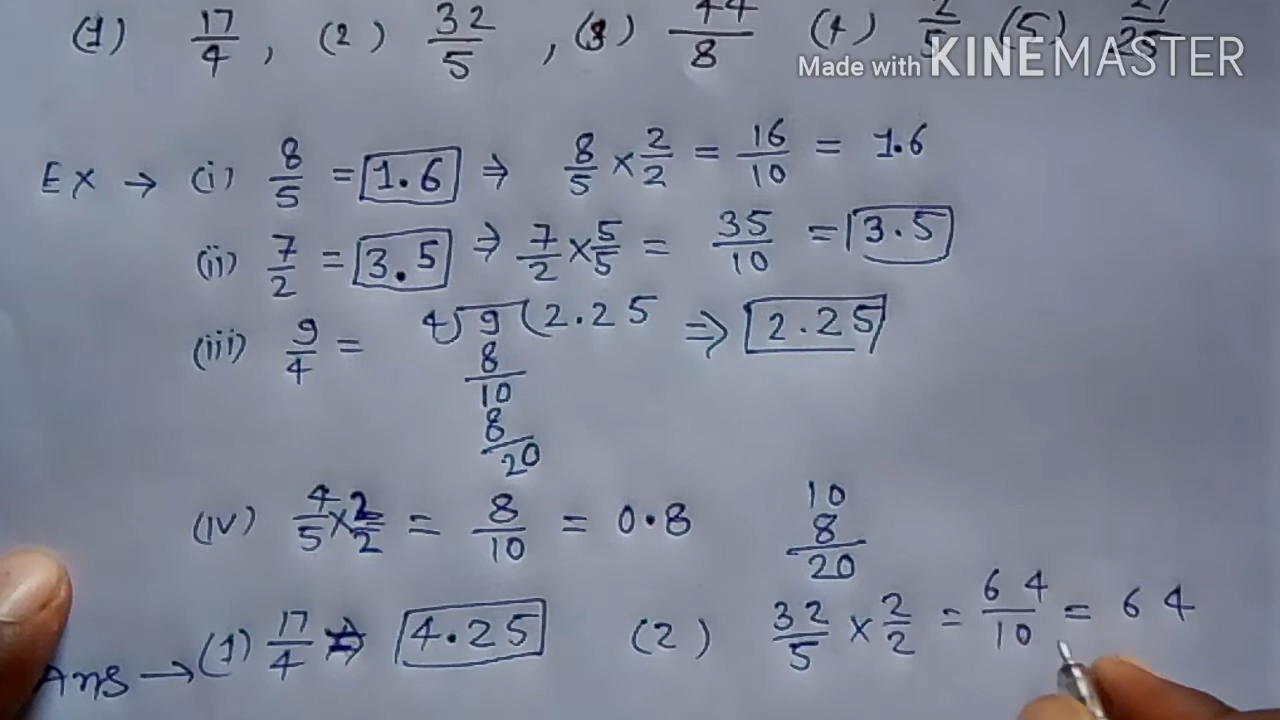 (1) 17/4 , (2) 32/5 , (3) 44/8 (4) 2/5 (5) 25
Made with KINEMASTER
Ex → (i) 8/5 = 1.6 ⇒ 8/5 × 2/2 = 16/10 = 1.6
(ii) 7/2 = 3.5 ⇒ 7/2 × 5/5 = 35/10 = 3.5
(iii) 9/4 = 4) 9 (2.25 ⇒ 2.25
8
10
8
20
(iv) 4/5 × 2/2 = 8/10 = 0.8
10
8
20
Ans → (1) 17/4 ⇒ 4.25 (2) 32/5 × 2/2 = 64/10 = 64